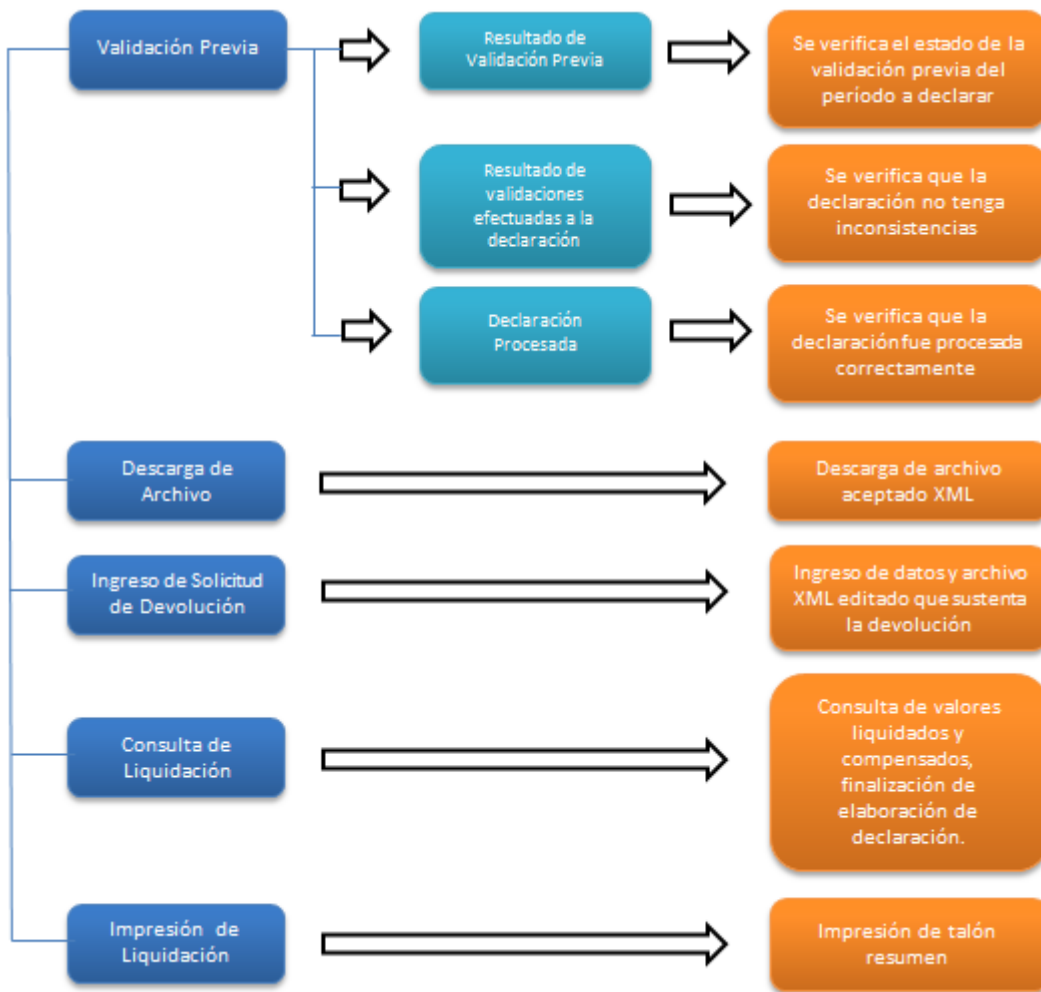 Validación Previa
Resultado de
Validación Previa
Se verifica el estado de la
validación previa del
período a declarar
Resultado de
validaciones
efectuadas a la
declaración
Se verifica que la
declaración no tenga
inconsistencias
Declaración
Procesada
Se verifica que la
declaración fue procesada
correctamente
Descarga de
Archivo
Descarga de archivo
aceptado XML
Ingreso de Solicitud
de Devolución
Ingreso de datos y archivo
XML editado que sustenta
la devolución
Consulta de
Liquidación
Consulta de valores
liquidados y
compensados,
finalización de
elaboración de
declaración.
Impresión de
Liquidación
Impresión de talón
resumen